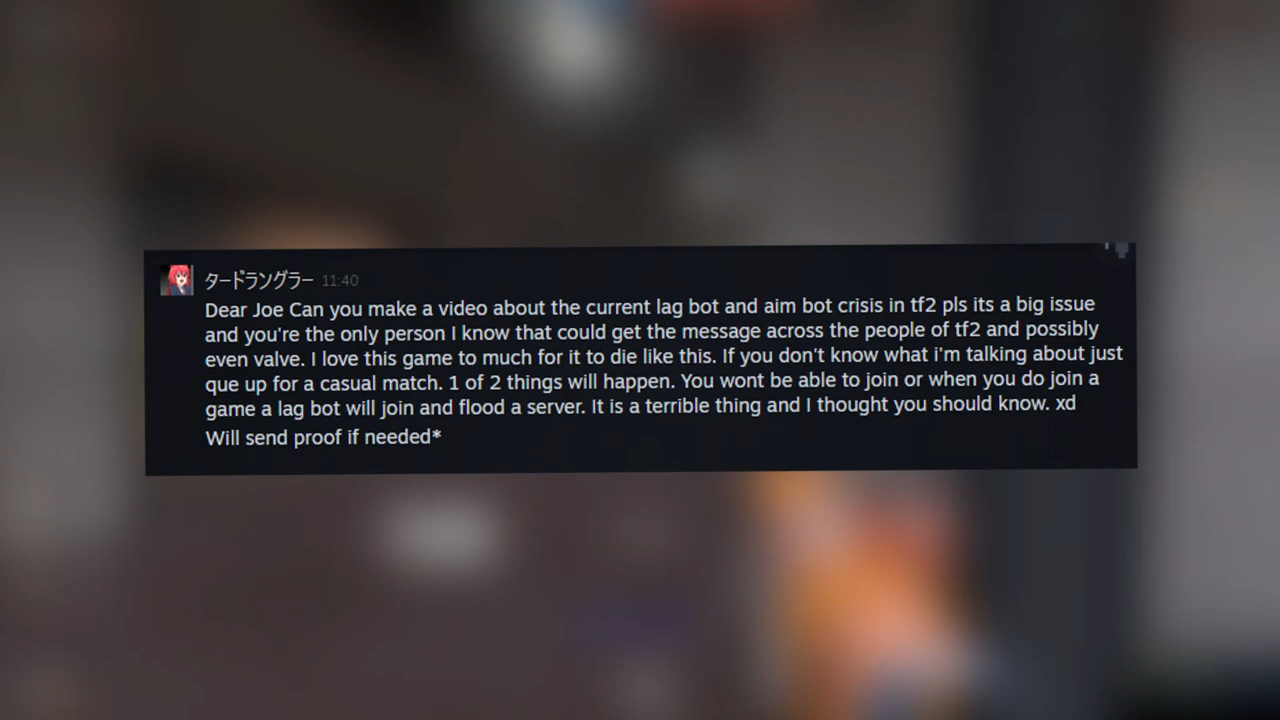 タードラングラー 11:40
Dear Joe Can you make a video about the current lag bot and aim bot crisis in tf2 pls its a big issue
and you're the only person I know that could get the message across the people of tf2 and possibly
even valve. I love this game to much for it to die like this. If you don't know what i'm talking about just
que up for a casual match. 1 of 2 things will happen. You wont be able to join or when you do join a
game a lag bot will join and flood a server. It is a terrible thing and I thought you should know. xd
Will send proof if needed*